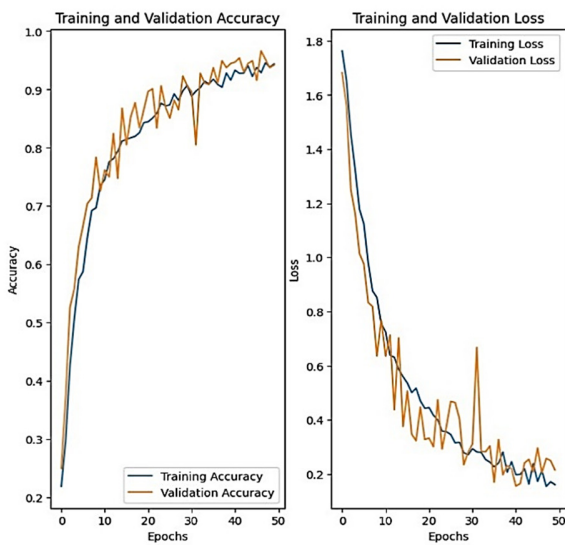 Training and Validation Accuracy
1.0
0.9
0.8
0.7
0.6
0.5
0.4
0.3
0.2
Accuracy
Training Accuracy
Validation Accuracy
0 10 20 30 40 50
Epochs
Training and Validation Loss
1.8
1.6
1.4
1.2
1.0
0.8
0.6
0.4
0.2
Loss
Training Loss
Validation Loss
0 10 20 30 40 50
Epochs